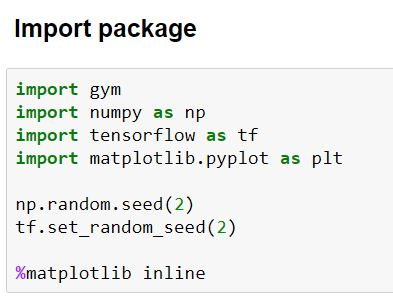 Import package
import gym
import numpy as np
import tensorflow as tf
import matplotlib.pyplot as plt
np.random.seed(2)
tf.set_random_seed(2)
%matplotlib inline